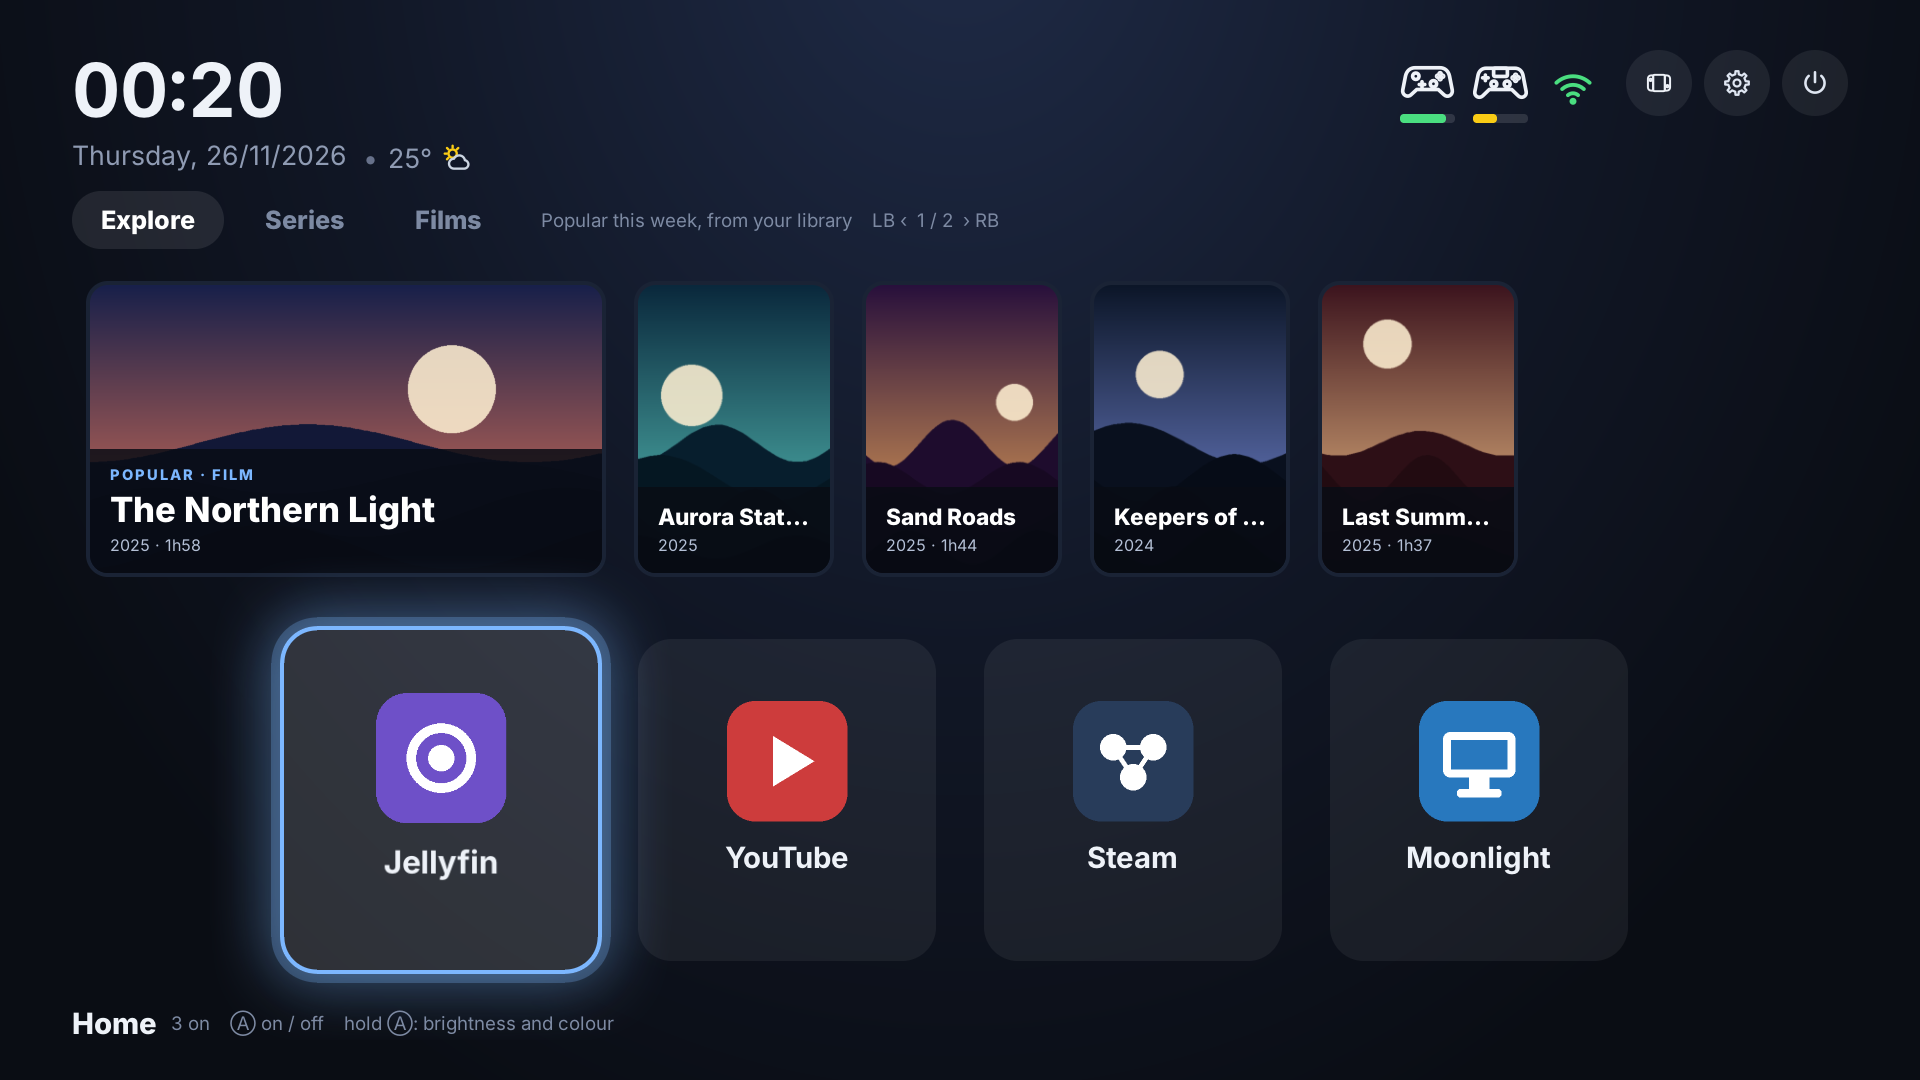 00:20
Thursday, 26/11/2026 • 25°
Explore Series Films Popular this week, from your library LB ‹ 1 / 2 › RB
POPULAR · FILM
The Northern Light
2025 · 1h58
Aurora Stat...
2025
Sand Roads
2025 · 1h44
Keepers of ...
2024
Last Summ...
2025 · 1h37
Jellyfin
YouTube
Steam
Moonlight
Home 3 on Ⓐ on / off hold Ⓐ: brightness and colour